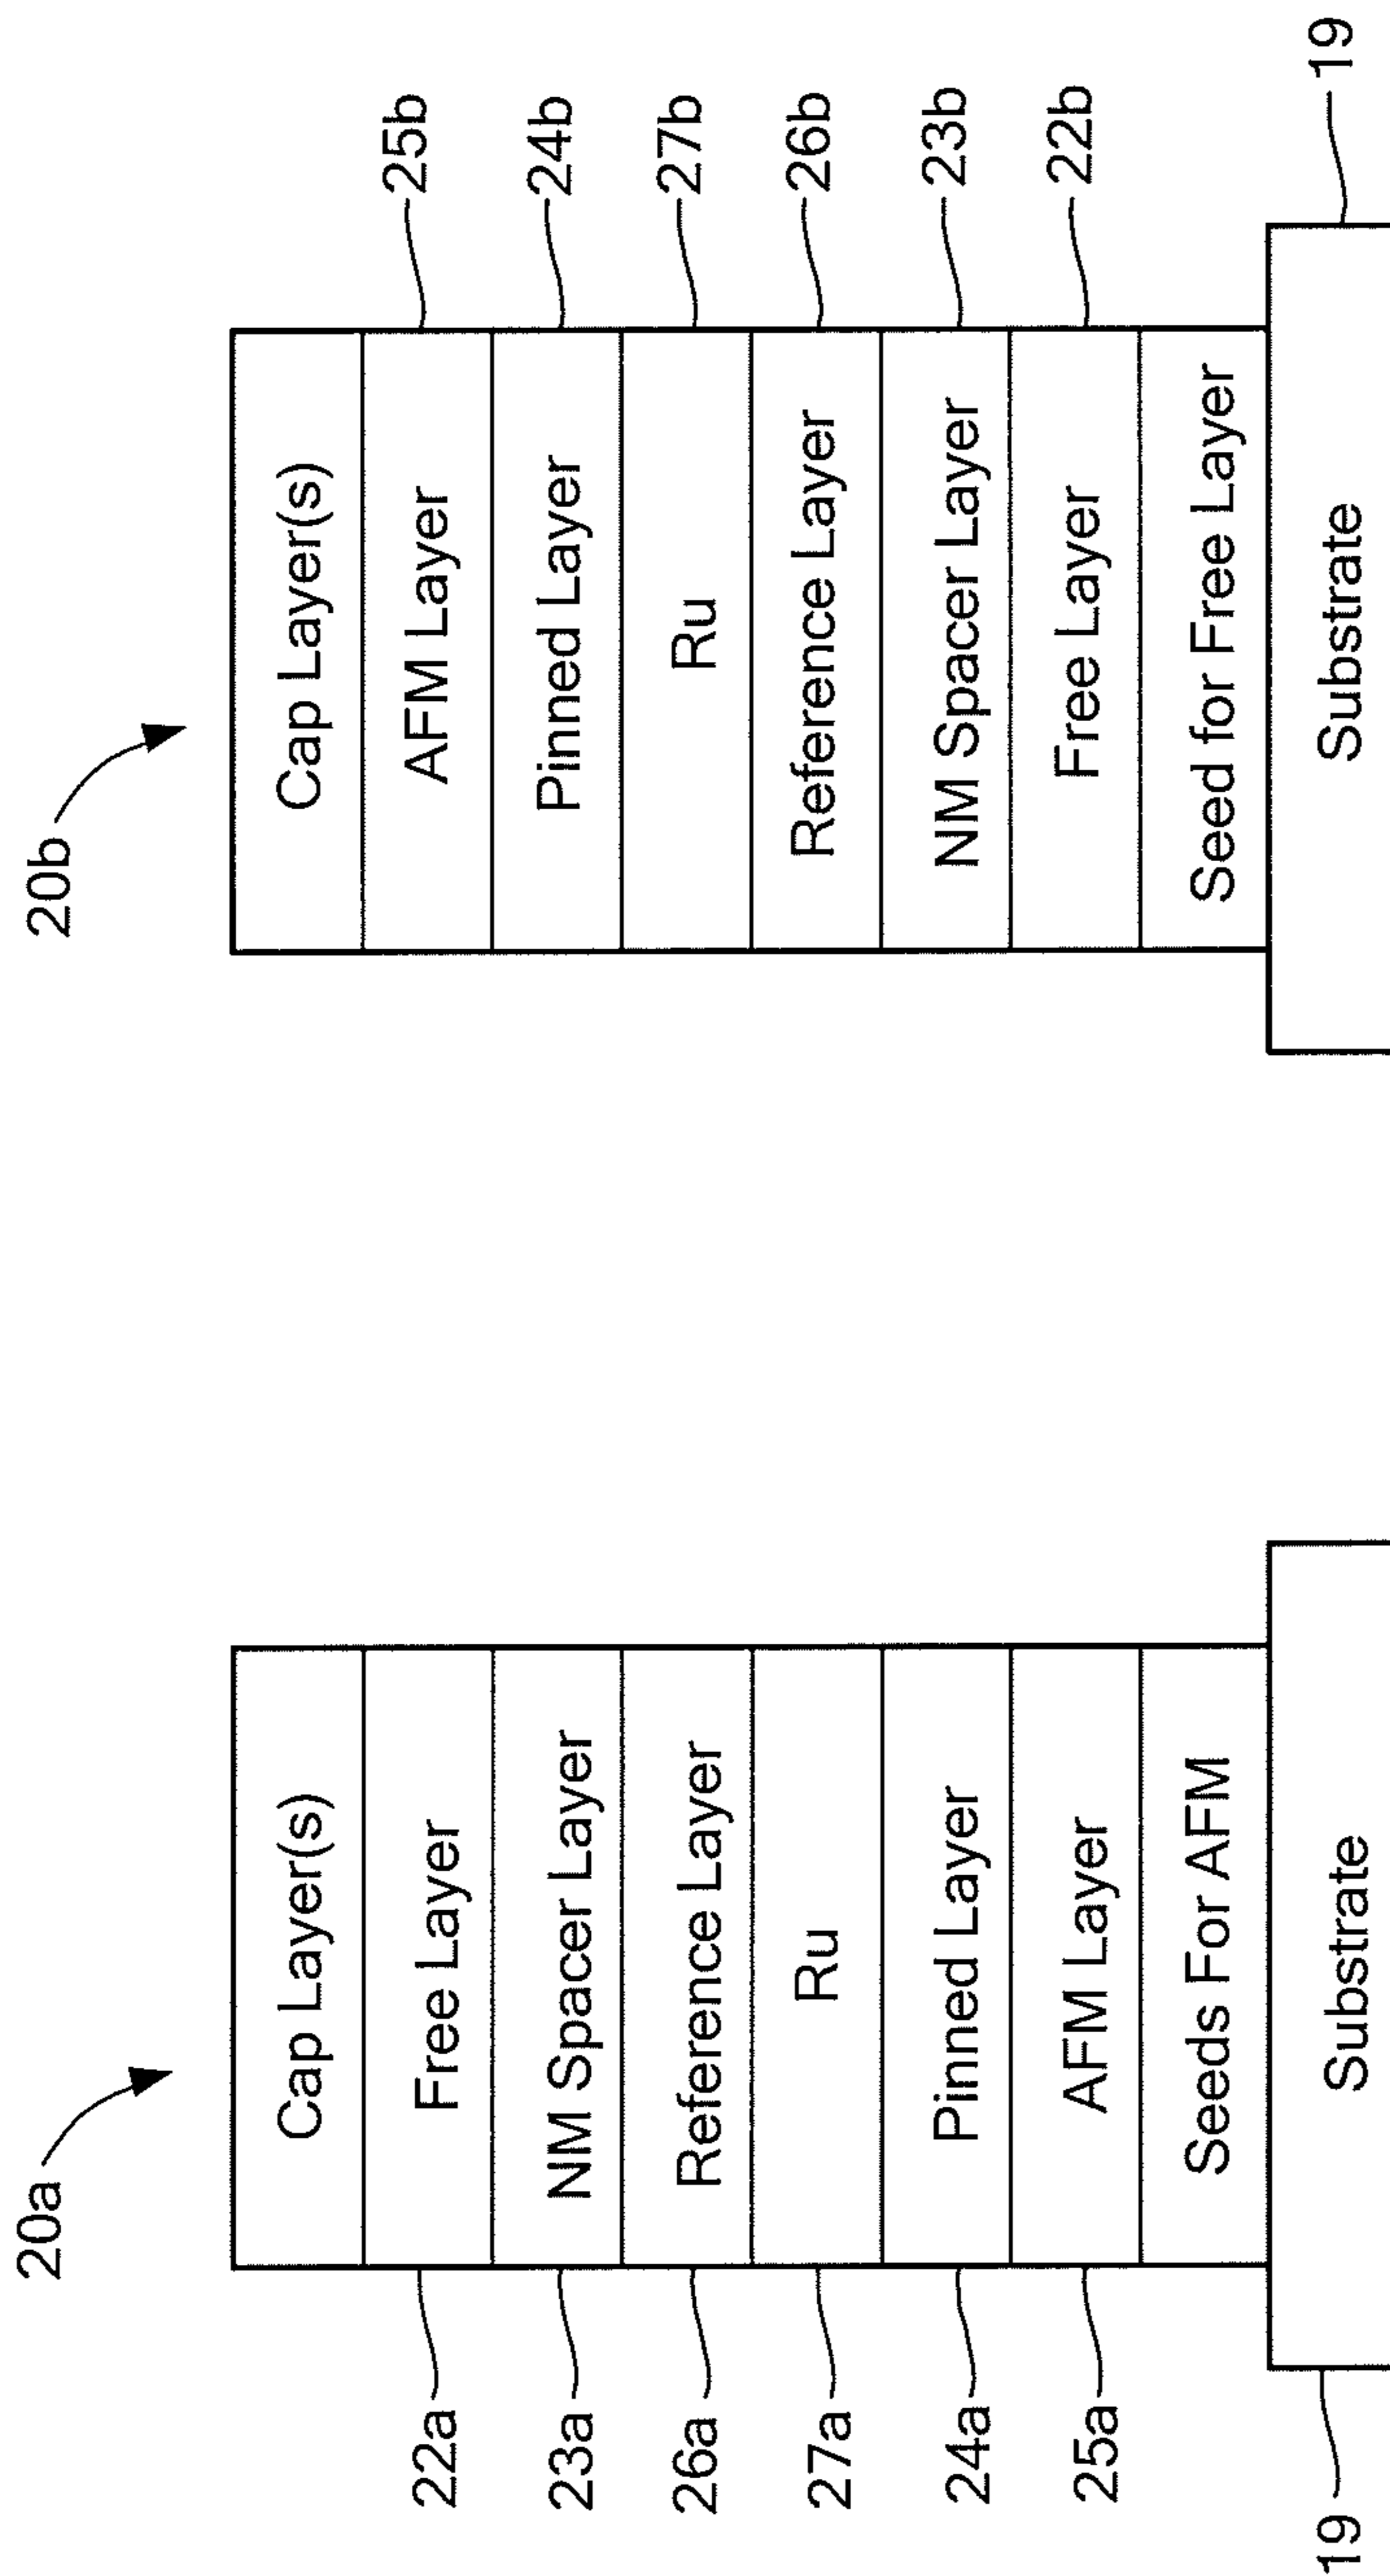 20a
Cap Layer(s)
22a
Free Layer
23a
NM Spacer Layer
26a
Reference Layer
27a
Ru
24a
Pinned Layer
25a
AFM Layer
Seeds For AFM
19
Substrate
20b
Cap Layer(s)
AFM Layer
25b
Pinned Layer
24b
Ru
27b
Reference Layer
26b
NM Spacer Layer
23b
Free Layer
22b
Seed for Free Layer
Substrate
19